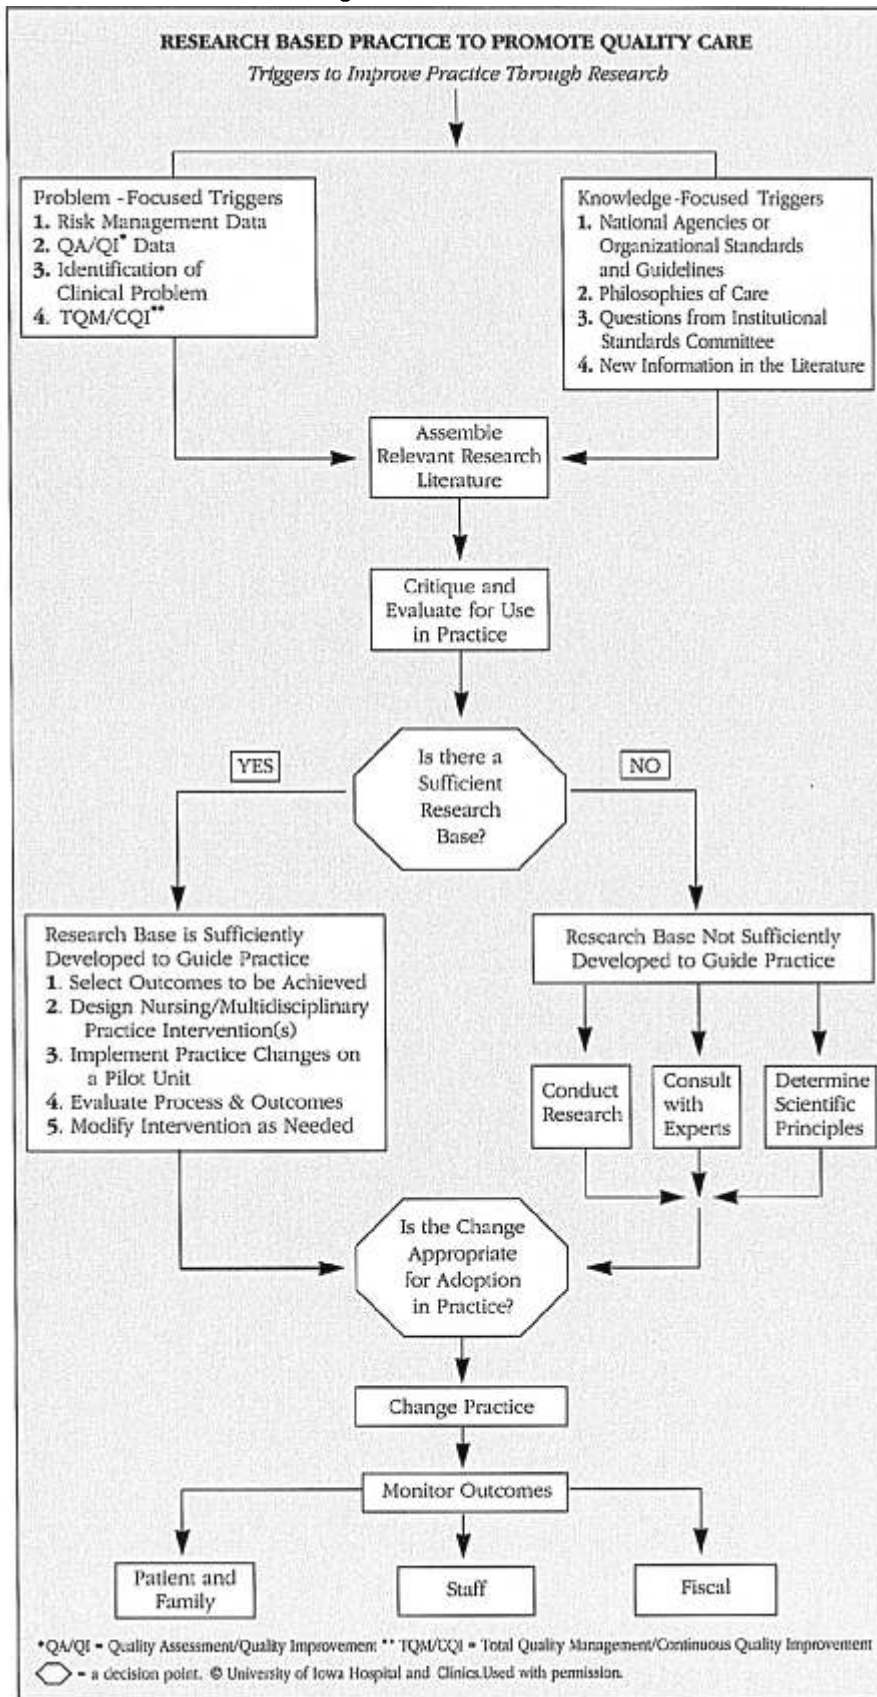 RESEARCH BASED PRACTICE TO PROMOTE QUALITY CARE
Triggers to Improve Practice Through Research
Problem -Focused Triggers
1. Risk Management Data
2. QA/QI* Data
3. Identification of
Clinical Problem
4. TQM/CQI**
Knowledge-Focused Triggers
1. National Agencies or
Organizational Standards
and Guidelines
2. Philosophies of Care
3. Questions from Institutional
Standards Committee
4. New Information in the Literature
Assemble
Relevant Research
Literature
Critique and
Evaluate for Use
in Practice
Is there a
Sufficient
Research
Base?
YES
NO
Research Base is Sufficiently
Developed to Guide Practice
1. Select Outcomes to be Achieved
2. Design Nursing/Multidisciplinary
Practice Intervention(s)
3. Implement Practice Changes on
a Pilot Unit
4. Evaluate Process & Outcomes
5. Modify Intervention as Needed
Research Base Not Sufficiently
Developed to Guide Practice
Conduct
Research
Consult
with
Experts
Determine
Scientific
Principles
Is the Change
Appropriate
for Adoption
in Practice?
Change Practice
Monitor Outcomes
Patient and
Family
Staff
Fiscal
*QA/QI = Quality Assessment/Quality Improvement ** TQM/CQI = Total Quality Management/Continuous Quality Improvement
= a decision point. © University of Iowa Hospital and Clinics.Used with permission.